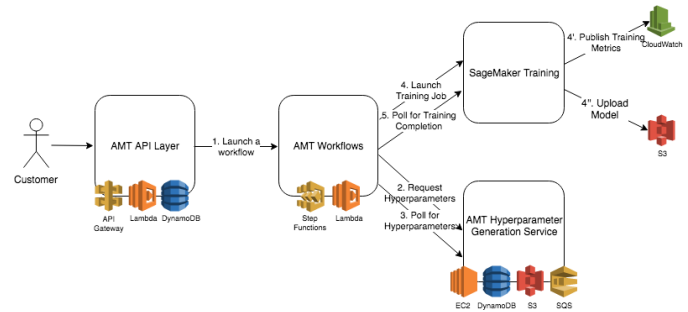 Customer
AMT API Layer
API
Gateway
Lambda
DynamoDB
1. Launch a
workflow
AMT Workflows
Step
Functions
Lambda
4. Launch
Training Job
5. Poll for Training
Completion
2. Request
Hyperparameters
3. Poll for
Hyperparameters
SageMaker Training
4'. Publish Training
Metrics
CloudWatch
4". Upload
Model
S3
AMT Hyperparameter
Generation Service
EC2
DynamoDB
S3
SQS